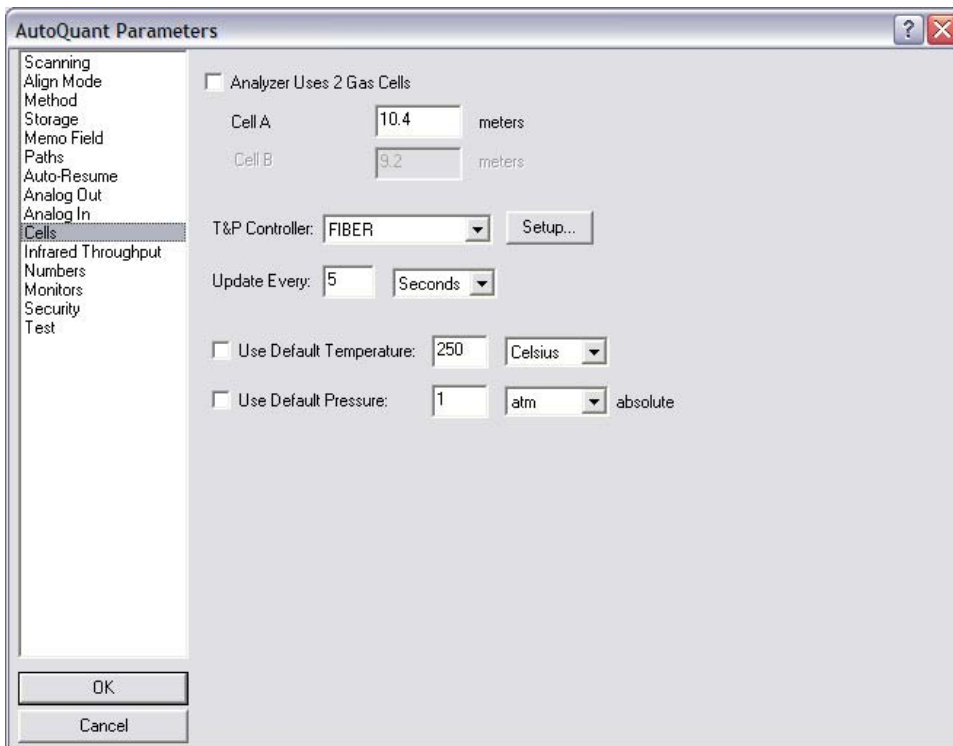 AutoQuant Parameters
Scanning
Align Mode
Method
Storage
Memo Field
Paths
Auto-Resume
Analog Out
Analog In
Cells
Infrared Throughput
Numbers
Monitors
Security
Test
OK
Cancel
Analyzer Uses 2 Gas Cells
Cell A 10.4 meters
Cell B 9.2 meters
T&P Controller: FIBER Setup...
Update Every: 5 Seconds
Use Default Temperature: 250 Celsius
Use Default Pressure: 1 atm absolute